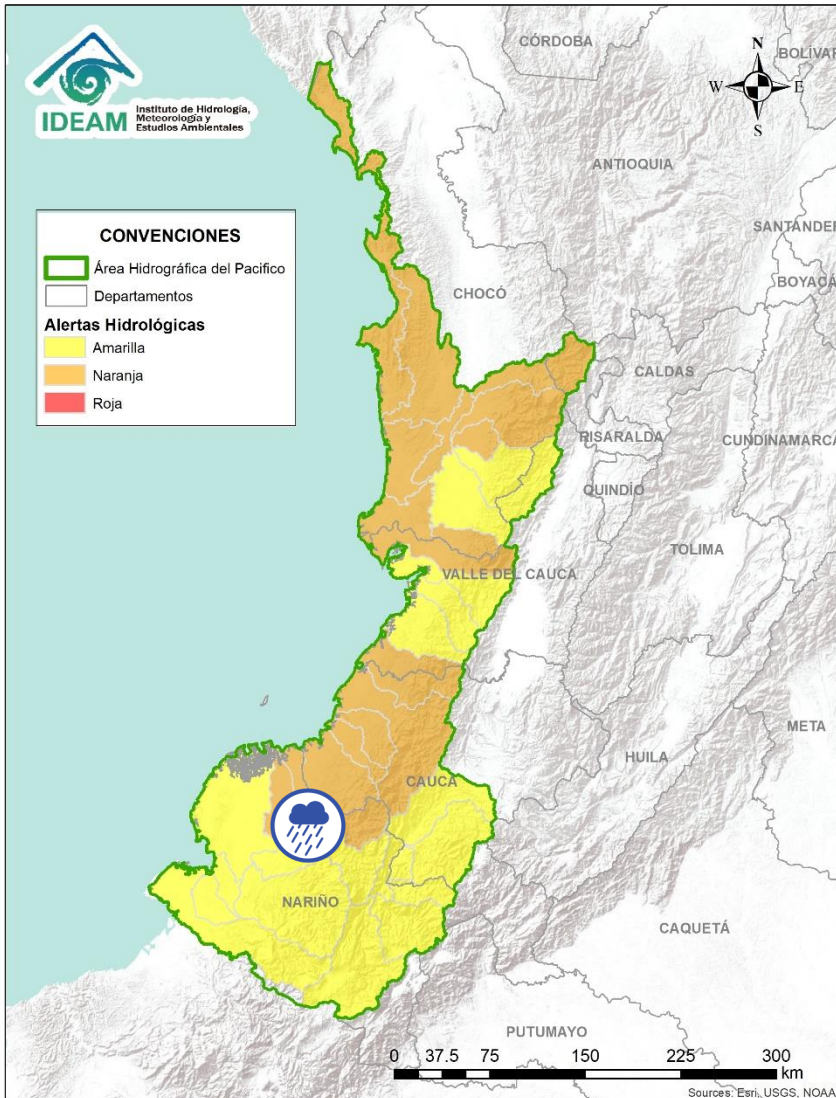 IDEAM
Instituto de Hidrología,
Meteorología y
Estudios Ambientales
N
W
E
S
CÓRDOBA
BOLÍVAR
ANTIOQUIA
SANTANDER
BOYACÁ
CHOCÓ
CALDAS
RISARALDA
CUNDINAMARCA
QUINDÍO
TOLIMA
VALLE DEL CAUCA
META
HUILA
CAUCA
NARIÑO
CAQUETÁ
PUTUMAYO
CONVENCIONES
Área Hidrográfica del Pacifico
Departamentos
Alertas Hidrológicas
Amarilla
Naranja
Roja
0 37.5 75 150 225 300
km
Sources: Esri, USGS, NOAA